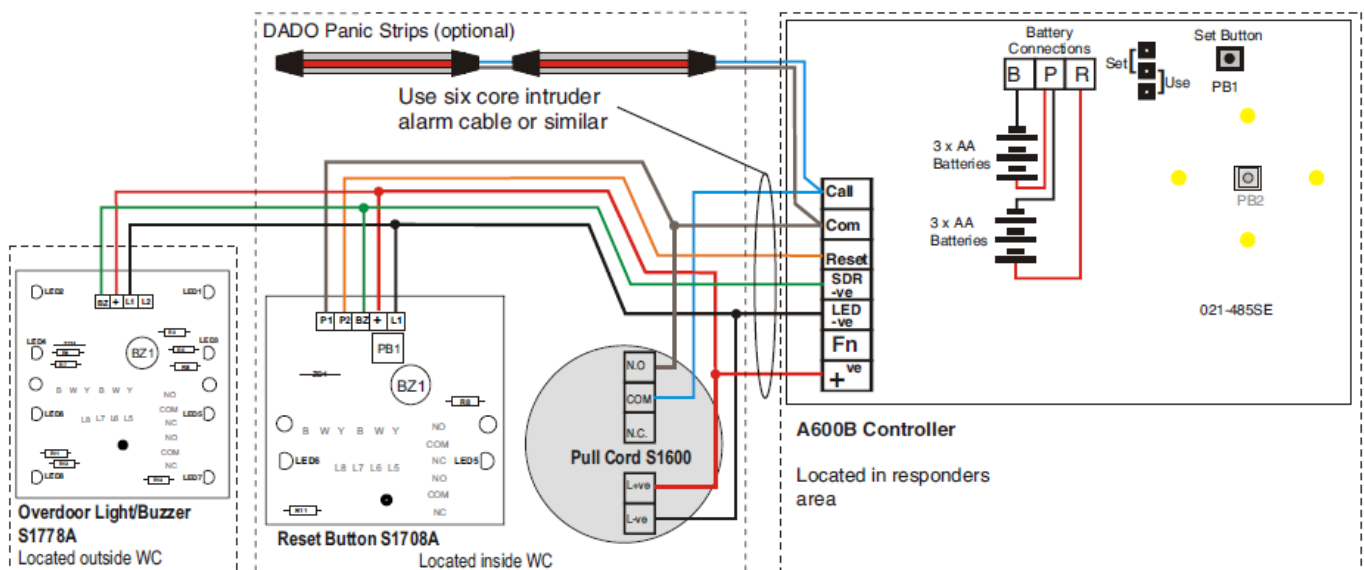 DADO Panic Strips (optional)
Use six core intruder
alarm cable or similar
Battery
Connections
B P R
Set
Use
Set Button
PB1
3 x AA
Batteries
3 x AA
Batteries
PB2
021-485SE
Call
Com
Reset
SDR
-ve
LED
-ve
Fn
+ve
A600B Controller
Located in responders
area
LED2
BZ + L1 L2
LED1
LED4
LED3
BZ1
B W Y B W Y
NO
COM
NC
NO
COM
NC
LED6
L8 L7 L6 L5
LED5
LED8
LED7
Overdoor Light/Buzzer
S1778A
Located outside WC
P1 P2 BZ + L1
PB1
BZ1
R8
B W Y B W Y
NO
COM
NC
NO
COM
NC
LED6
L8 L7 L6 L5
LED5
R11
Reset Button S1708A
Located inside WC
N.O
COM
N.C.
Pull Cord S1600
L+ve
L-ve